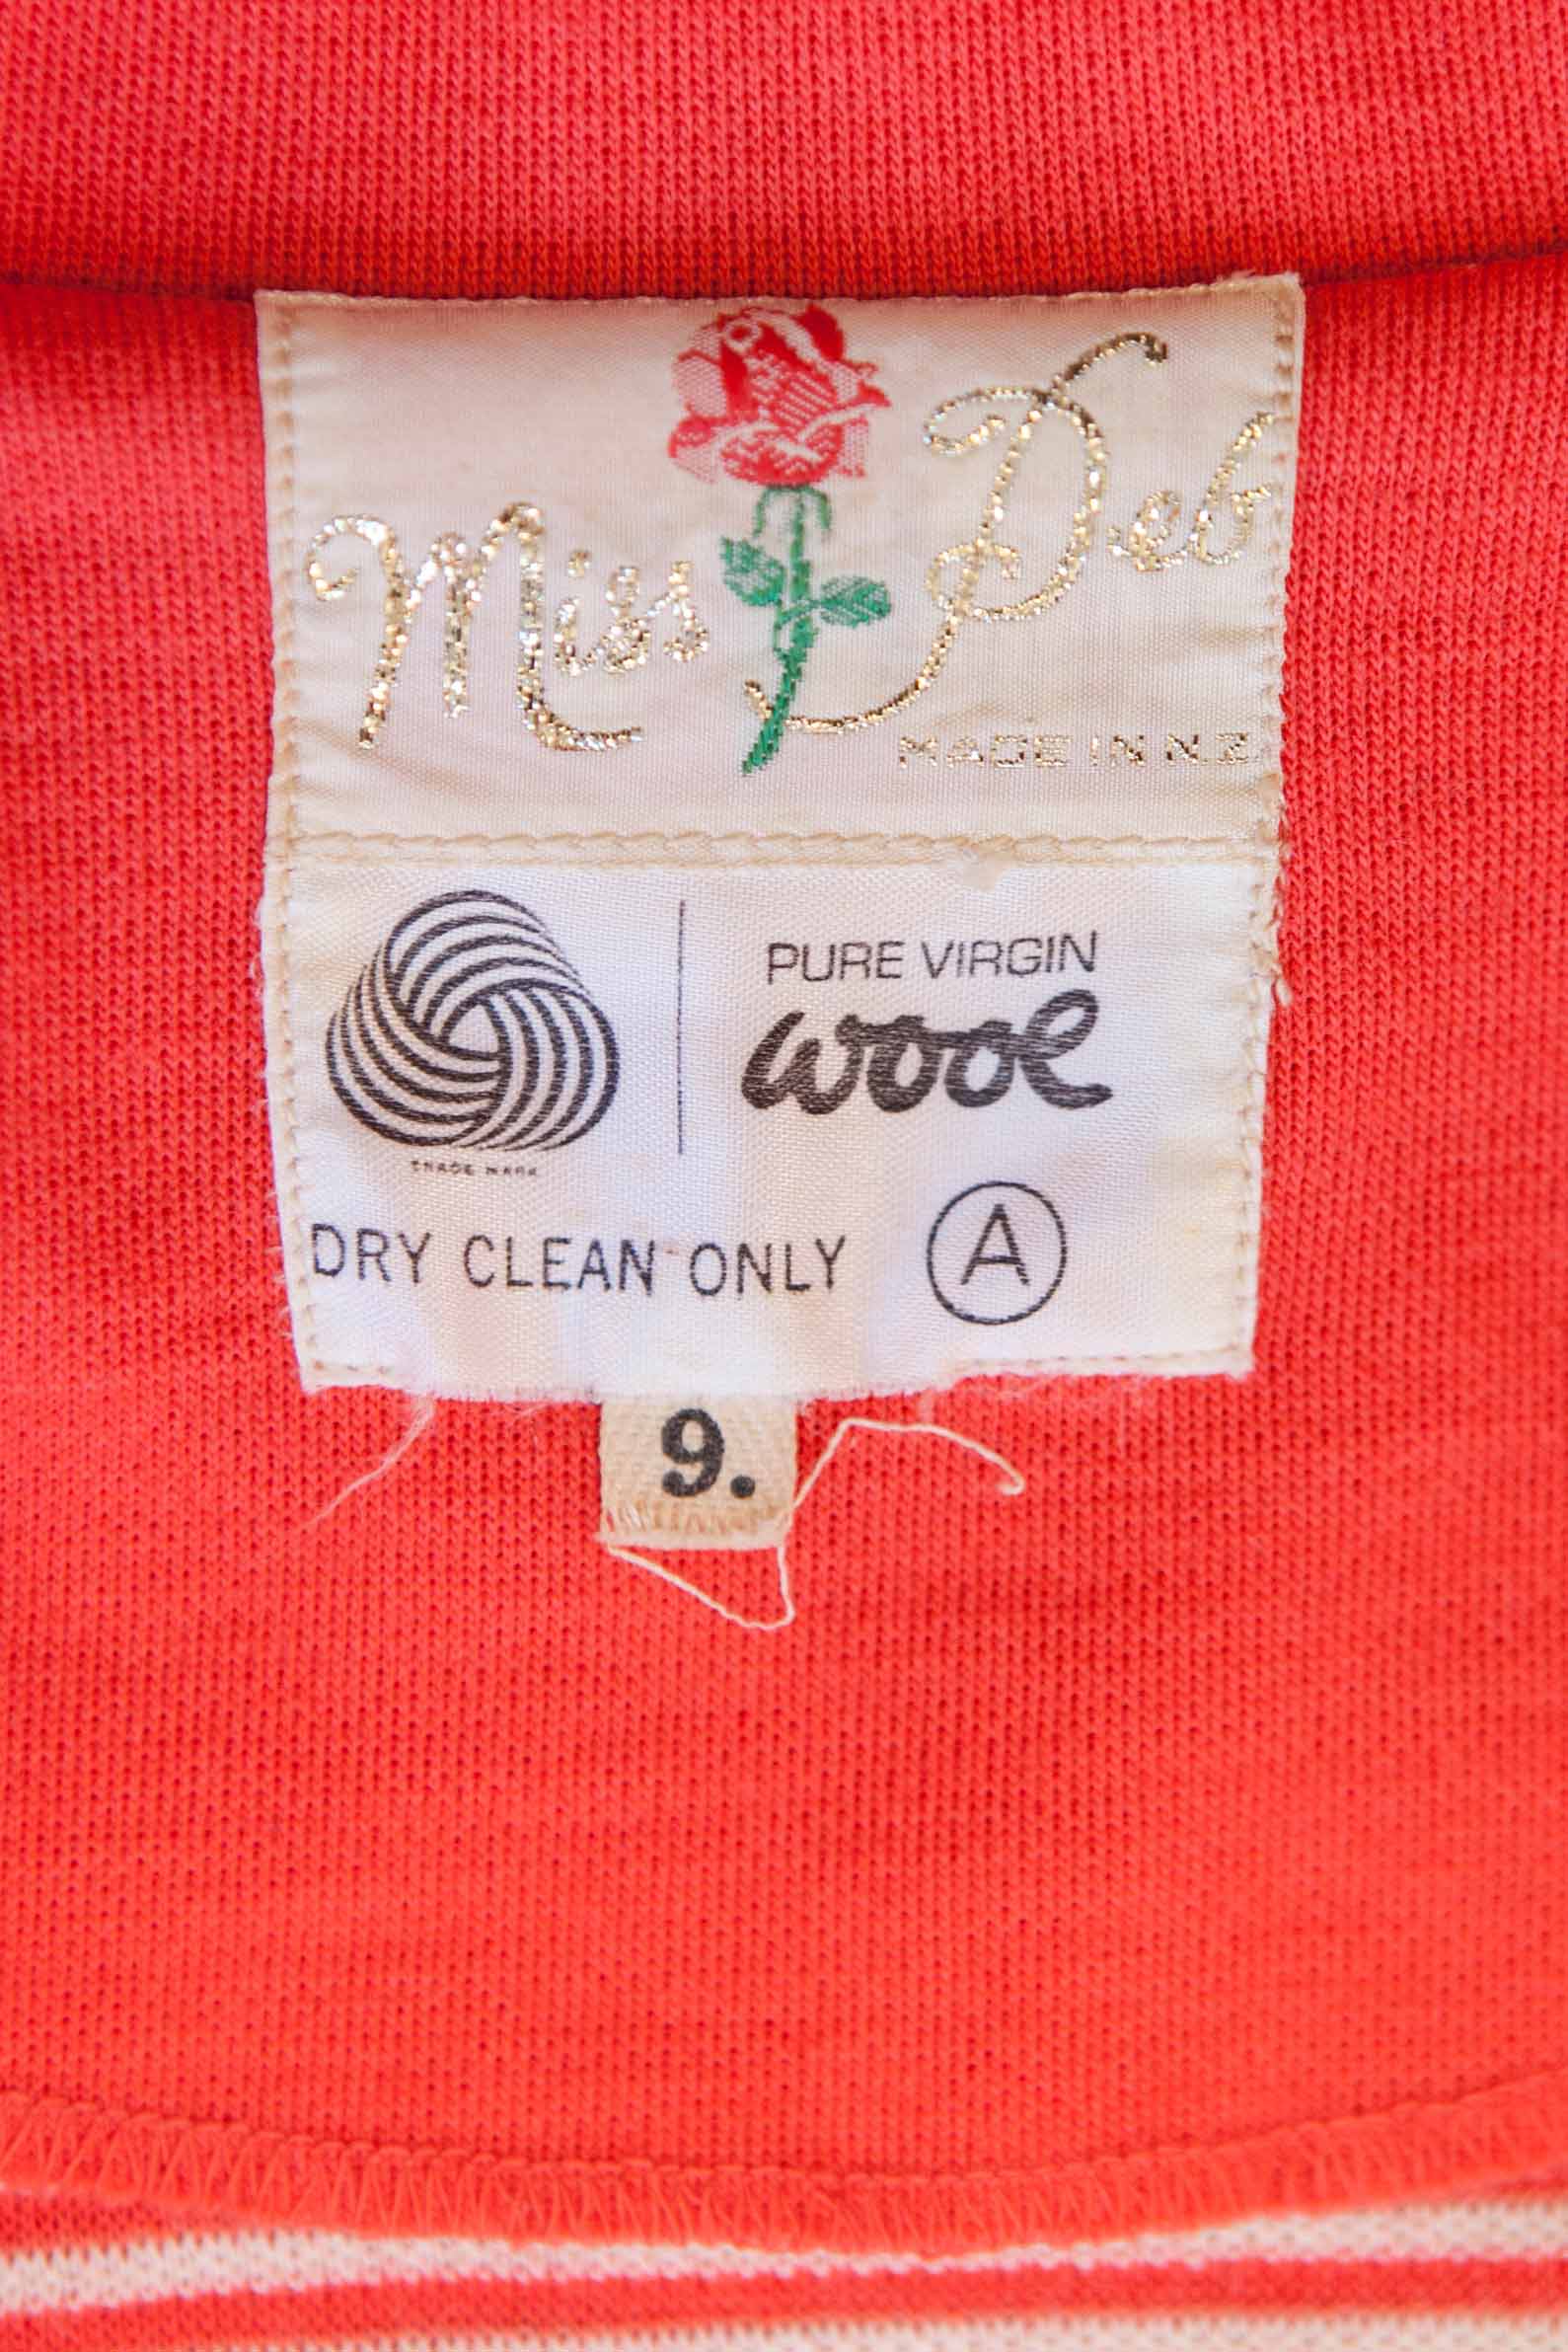 Miss Deb
MADE IN N.Z
PURE VIRGIN
wool
TRADE MARK
DRY CLEAN ONLY A
9.